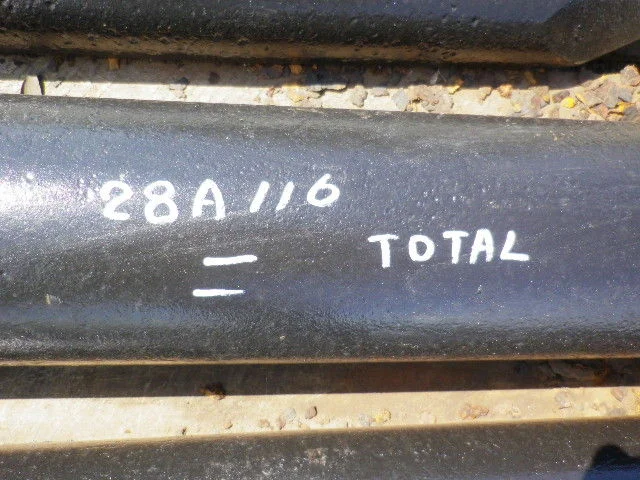 28A 116
=
TOTAL